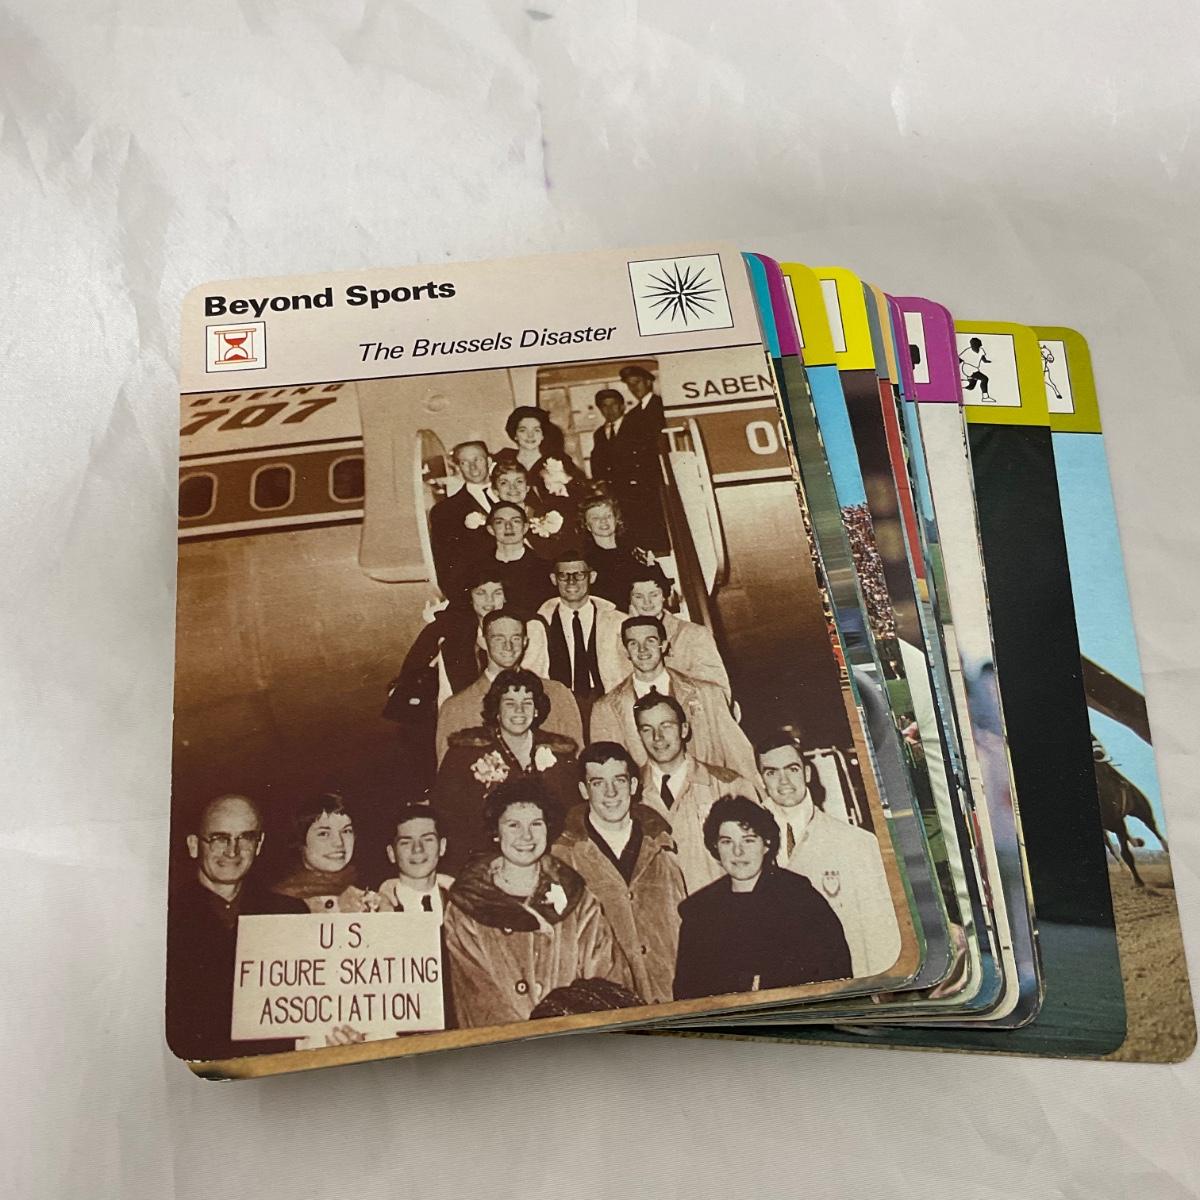 Beyond Sports
The Brussels Disaster
BOEING
707
SABEN
U.S.
FIGURE SKATING
ASSOCIATION